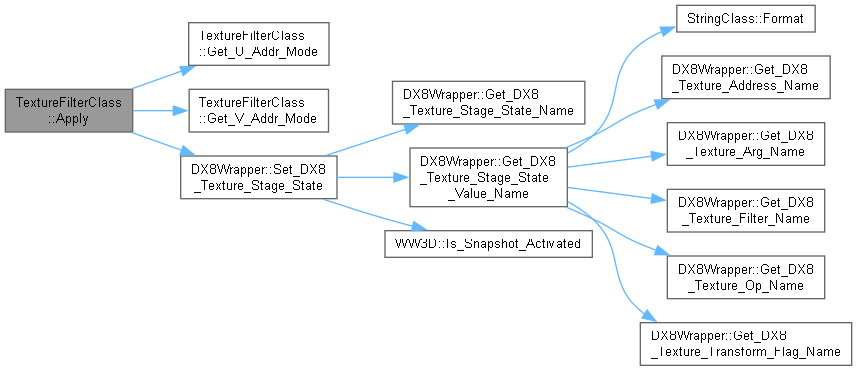 TextureFilterClass
::Apply
TextureFilterClass
::Get_U_Addr_Mode
TextureFilterClass
::Get_V_Addr_Mode
DX8Wrapper::Set_DX8
_Texture_Stage_State
DX8Wrapper::Get_DX8
_Texture_Stage_State_Name
DX8Wrapper::Get_DX8
_Texture_Stage_State
_Value_Name
WW3D::Is_Snapshot_Activated
StringClass::Format
DX8Wrapper::Get_DX8
_Texture_Address_Name
DX8Wrapper::Get_DX8
_Texture_Arg_Name
DX8Wrapper::Get_DX8
_Texture_Filter_Name
DX8Wrapper::Get_DX8
_Texture_Op_Name
DX8Wrapper::Get_DX8
_Texture_Transform_Flag_Name